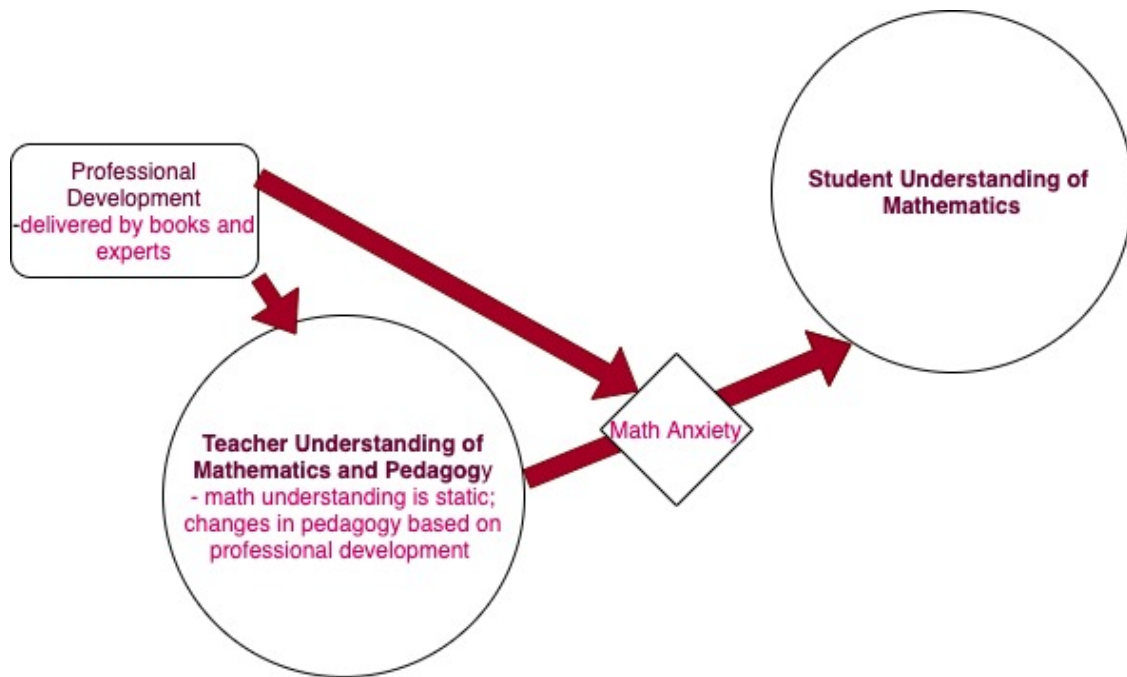 Professional
Development
-delivered by books and
experts
Student Understanding of
Mathematics
Math Anxiety
Teacher Understanding of
Mathematics and Pedagogy
- math understanding is static;
changes in pedagogy based on
professional development